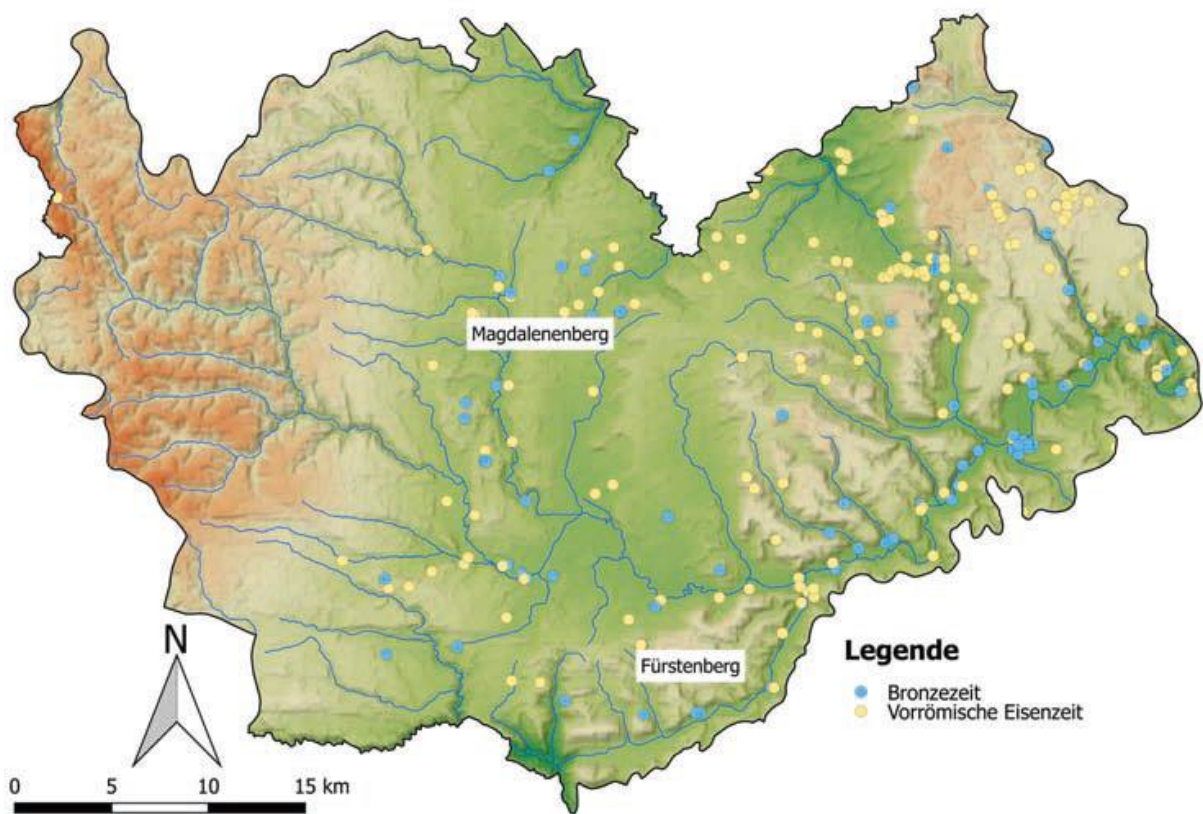 Magdalenenberg
Fürstenberg
Legende
Bronzezeit
Vorrömische Eisenzeit
N
0 5 10 15 km